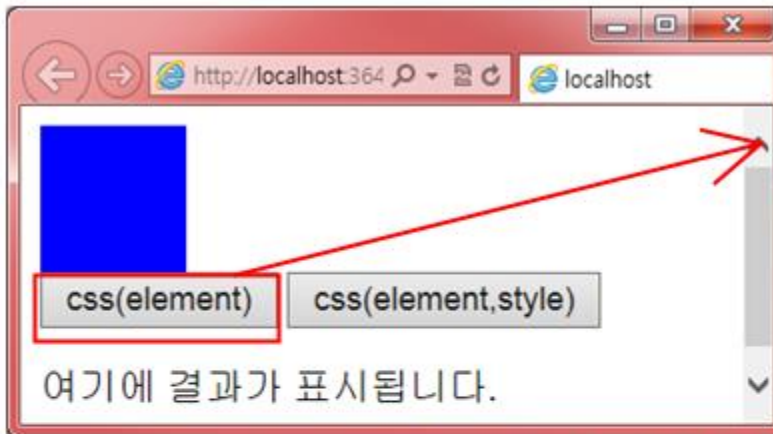 http://localhost:364
localhost
css(element)
css(element,style)
여기에 결과가 표시됩니다.